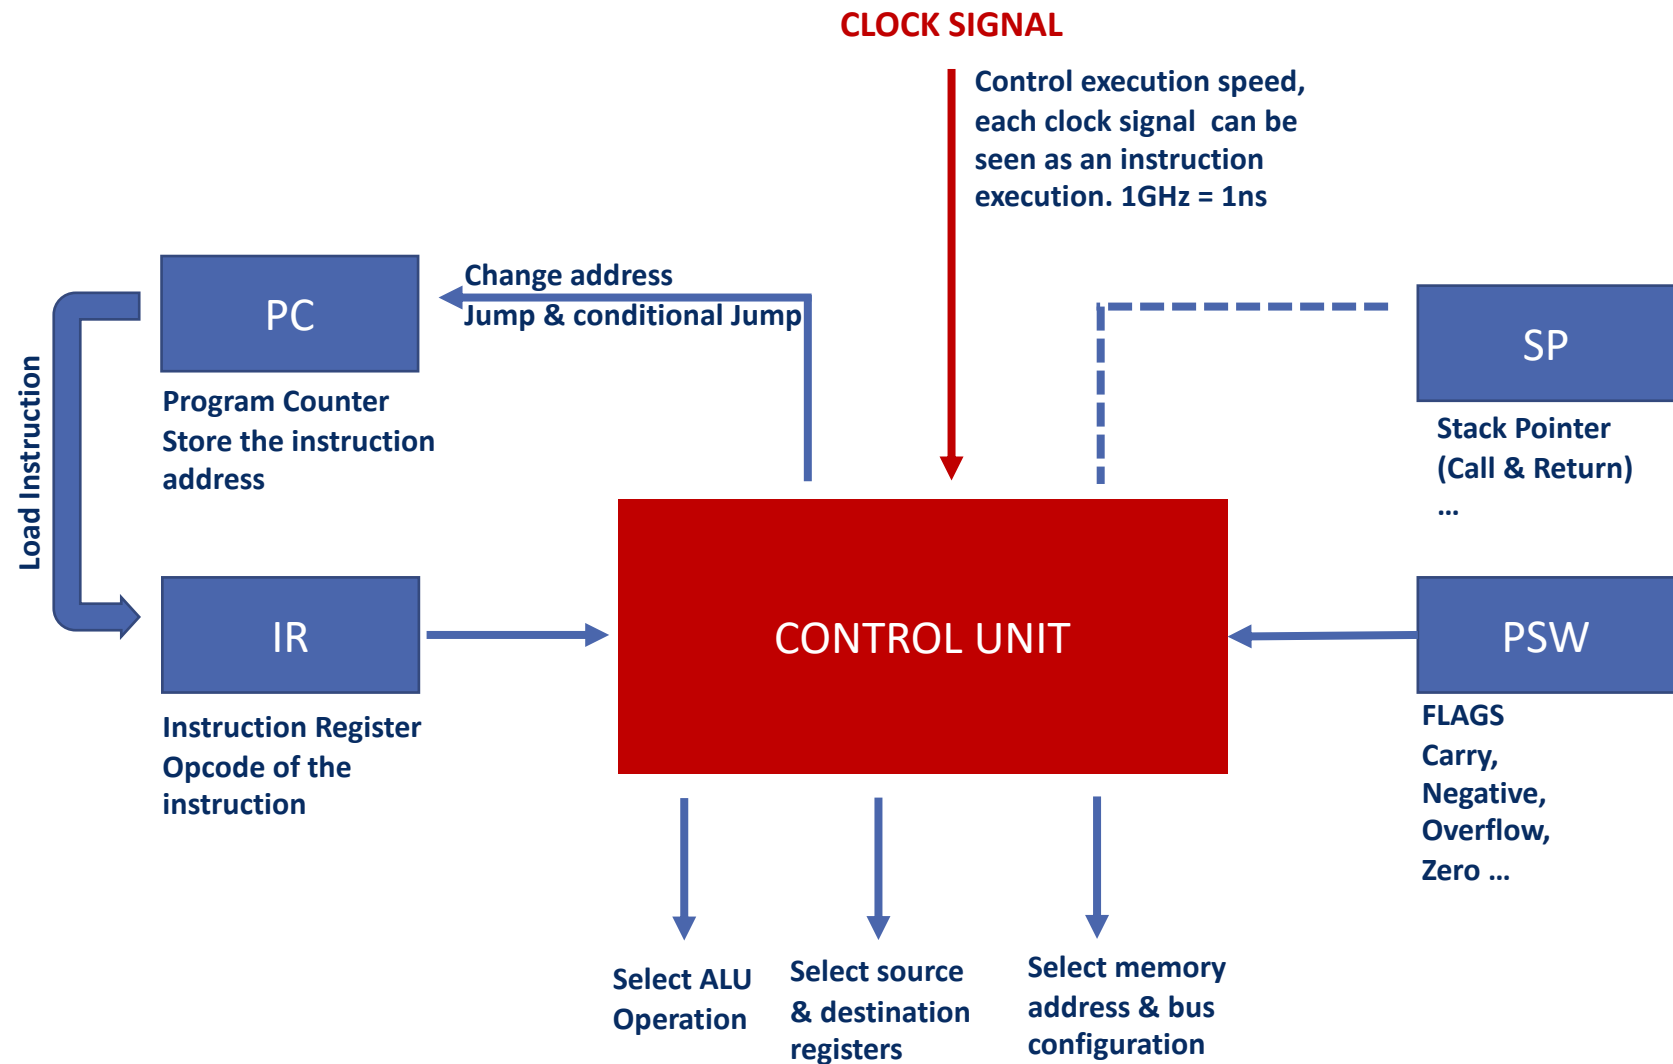 CLOCK SIGNAL
Control execution speed,
each clock signal can be
seen as an instruction
execution. 1GHz = 1ns
PC
Change address
Jump & conditional Jump
Program Counter
Store the instruction
address
Load Instruction
SP
Stack Pointer
(Call & Return)
...
IR
Instruction Register
Opcode of the
instruction
CONTROL UNIT
PSW
FLAGS
Carry,
Negative,
Overflow,
Zero ...
Select ALU
Operation
Select source
& destination
registers
Select memory
address & bus
configuration